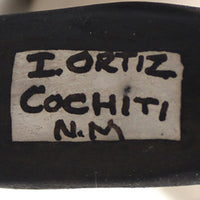 I. ORTIZ
COCHITI
N.M